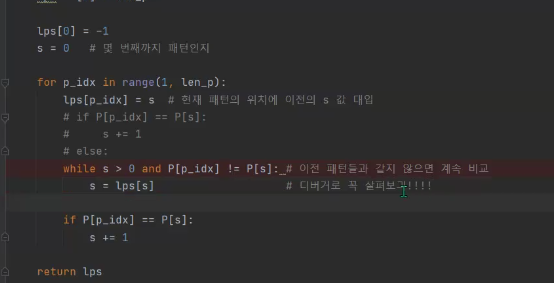 lps[0] = -1
s = 0 # 몇 번째까지 패턴인지
for p_idx in range(1, len_p):
lps[p_idx] = s # 현재 패턴의 위치에 이전의 s 값 대입
# if P[p_idx] == P[s]:
# s += 1
# else:
while s > 0 and P[p_idx] != P[s]: # 이전 패턴들과 같지 않으면 계속 비교
s = lps[s] # 디버거로 꼭 살펴보기!!!!
if P[p_idx] == P[s]:
s += 1
return lps